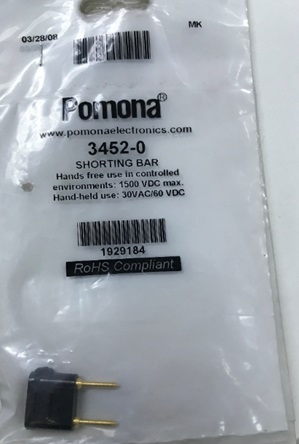 03/28/08
MK
Pomona®
www.pomonaelectronics.com
3452-0
SHORTING BAR
Hands free use in controlled
environments: 1500 VDC max.
Hand-held use: 30VAC/60 VDC
1929184
RoHS Compliant